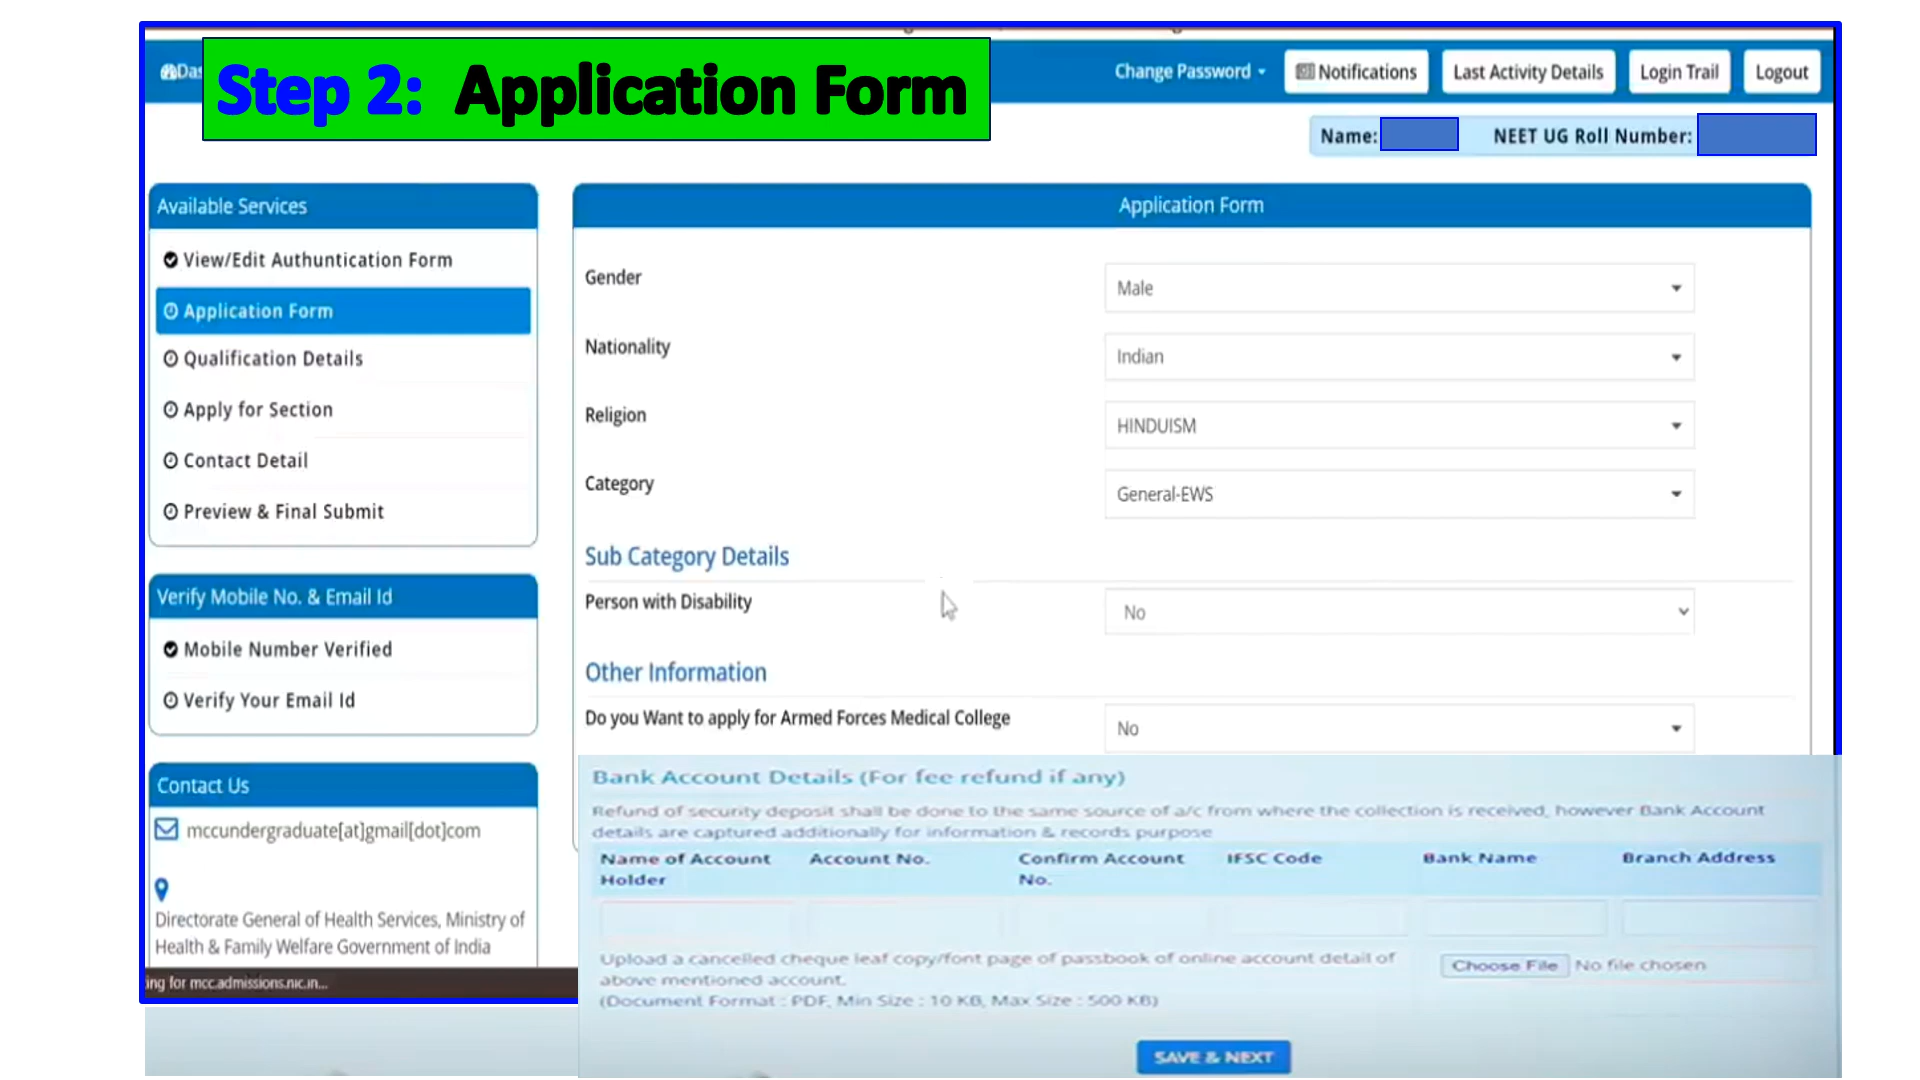 Step 2: Application Form
Change Password
Notifications
Last Activity Details
Login Trail
Logout
Name:
NEET UG Roll Number:
Available Services
View/Edit Authuntication Form
Application Form
Qualification Details
Apply for Section
Contact Detail
Preview & Final Submit
Verify Mobile No. & Email Id
Mobile Number Verified
Verify Your Email Id
Contact Us
mccundergraduate[at]gmail[dot]com
Directorate General of Health Services, Ministry of
Health & Family Welfare Government of India
ing for mcc.admissions.nic.in...
Application Form
Gender
Male
Nationality
Indian
Religion
HINDUISM
Category
General-EWS
Sub Category Details
Person with Disability
No
Other Information
Do you Want to apply for Armed Forces Medical College
No
Bank Account Details (For fee refund if any)
Refund of security deposit shall be done to the same source of a/c from where the collection is received, however Bank Account
details are captured additionally for information & records purpose
Name of Account
Holder
Account No.
Confirm Account
No.
IFSC Code
Bank Name
Branch Address
Upload a cancelled cheque leaf copy/font page of passbook of online account detail of
above mentioned account.
(Document Format : PDF, Min Size : 10 KB, Max Size : 500 KB)
Choose File No file chosen
SAVE & NEXT